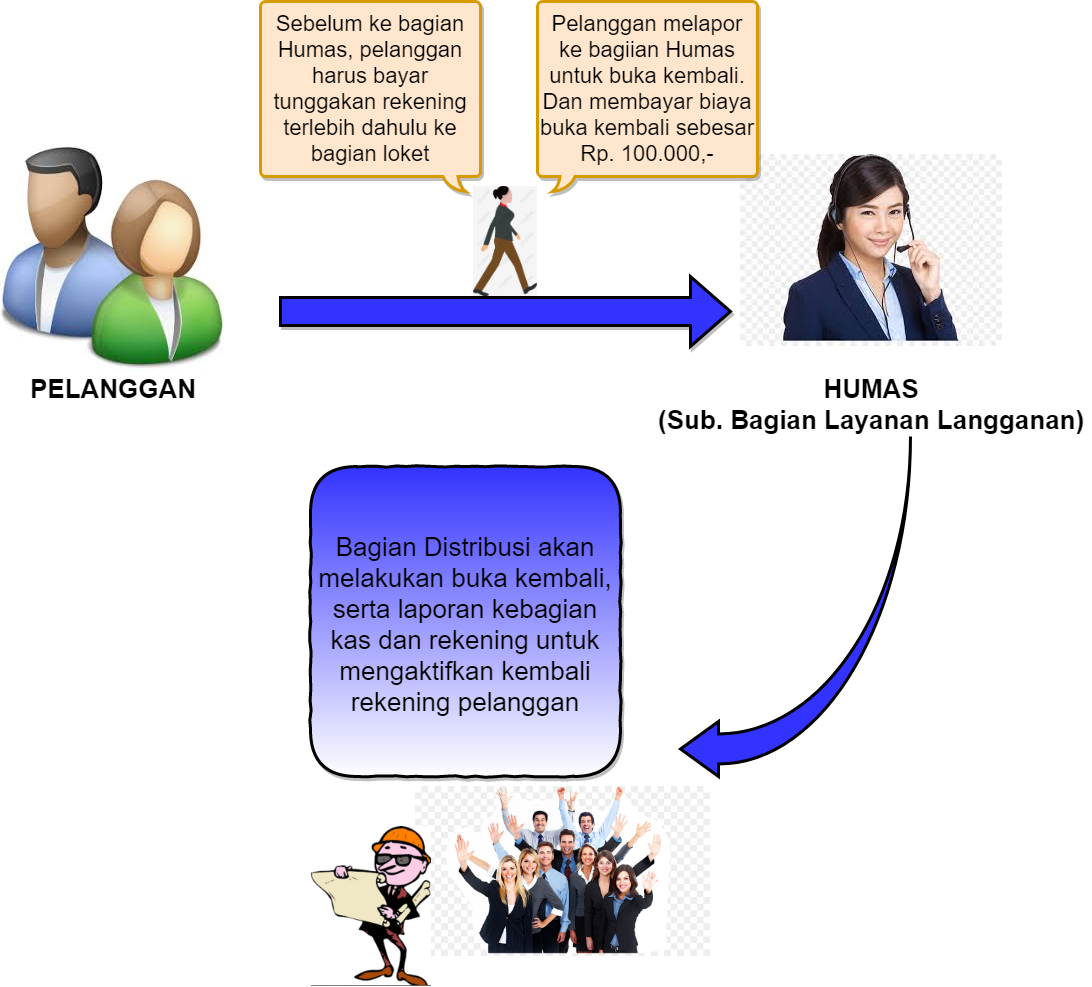 Sebelum ke bagian
Humas, pelanggan
harus bayar
tunggakan rekening
terlebih dahulu ke
bagian loket
Pelanggan melapor
ke bagiian Humas
untuk buka kembali.
Dan membayar biaya
buka kembali sebesar
Rp. 100.000,-
PELANGGAN
HUMAS
(Sub. Bagian Layanan Langganan)
Bagian Distribusi akan
melakukan buka kembali,
serta laporan kebagian
kas dan rekening untuk
mengaktifkan kembali
rekening pelanggan